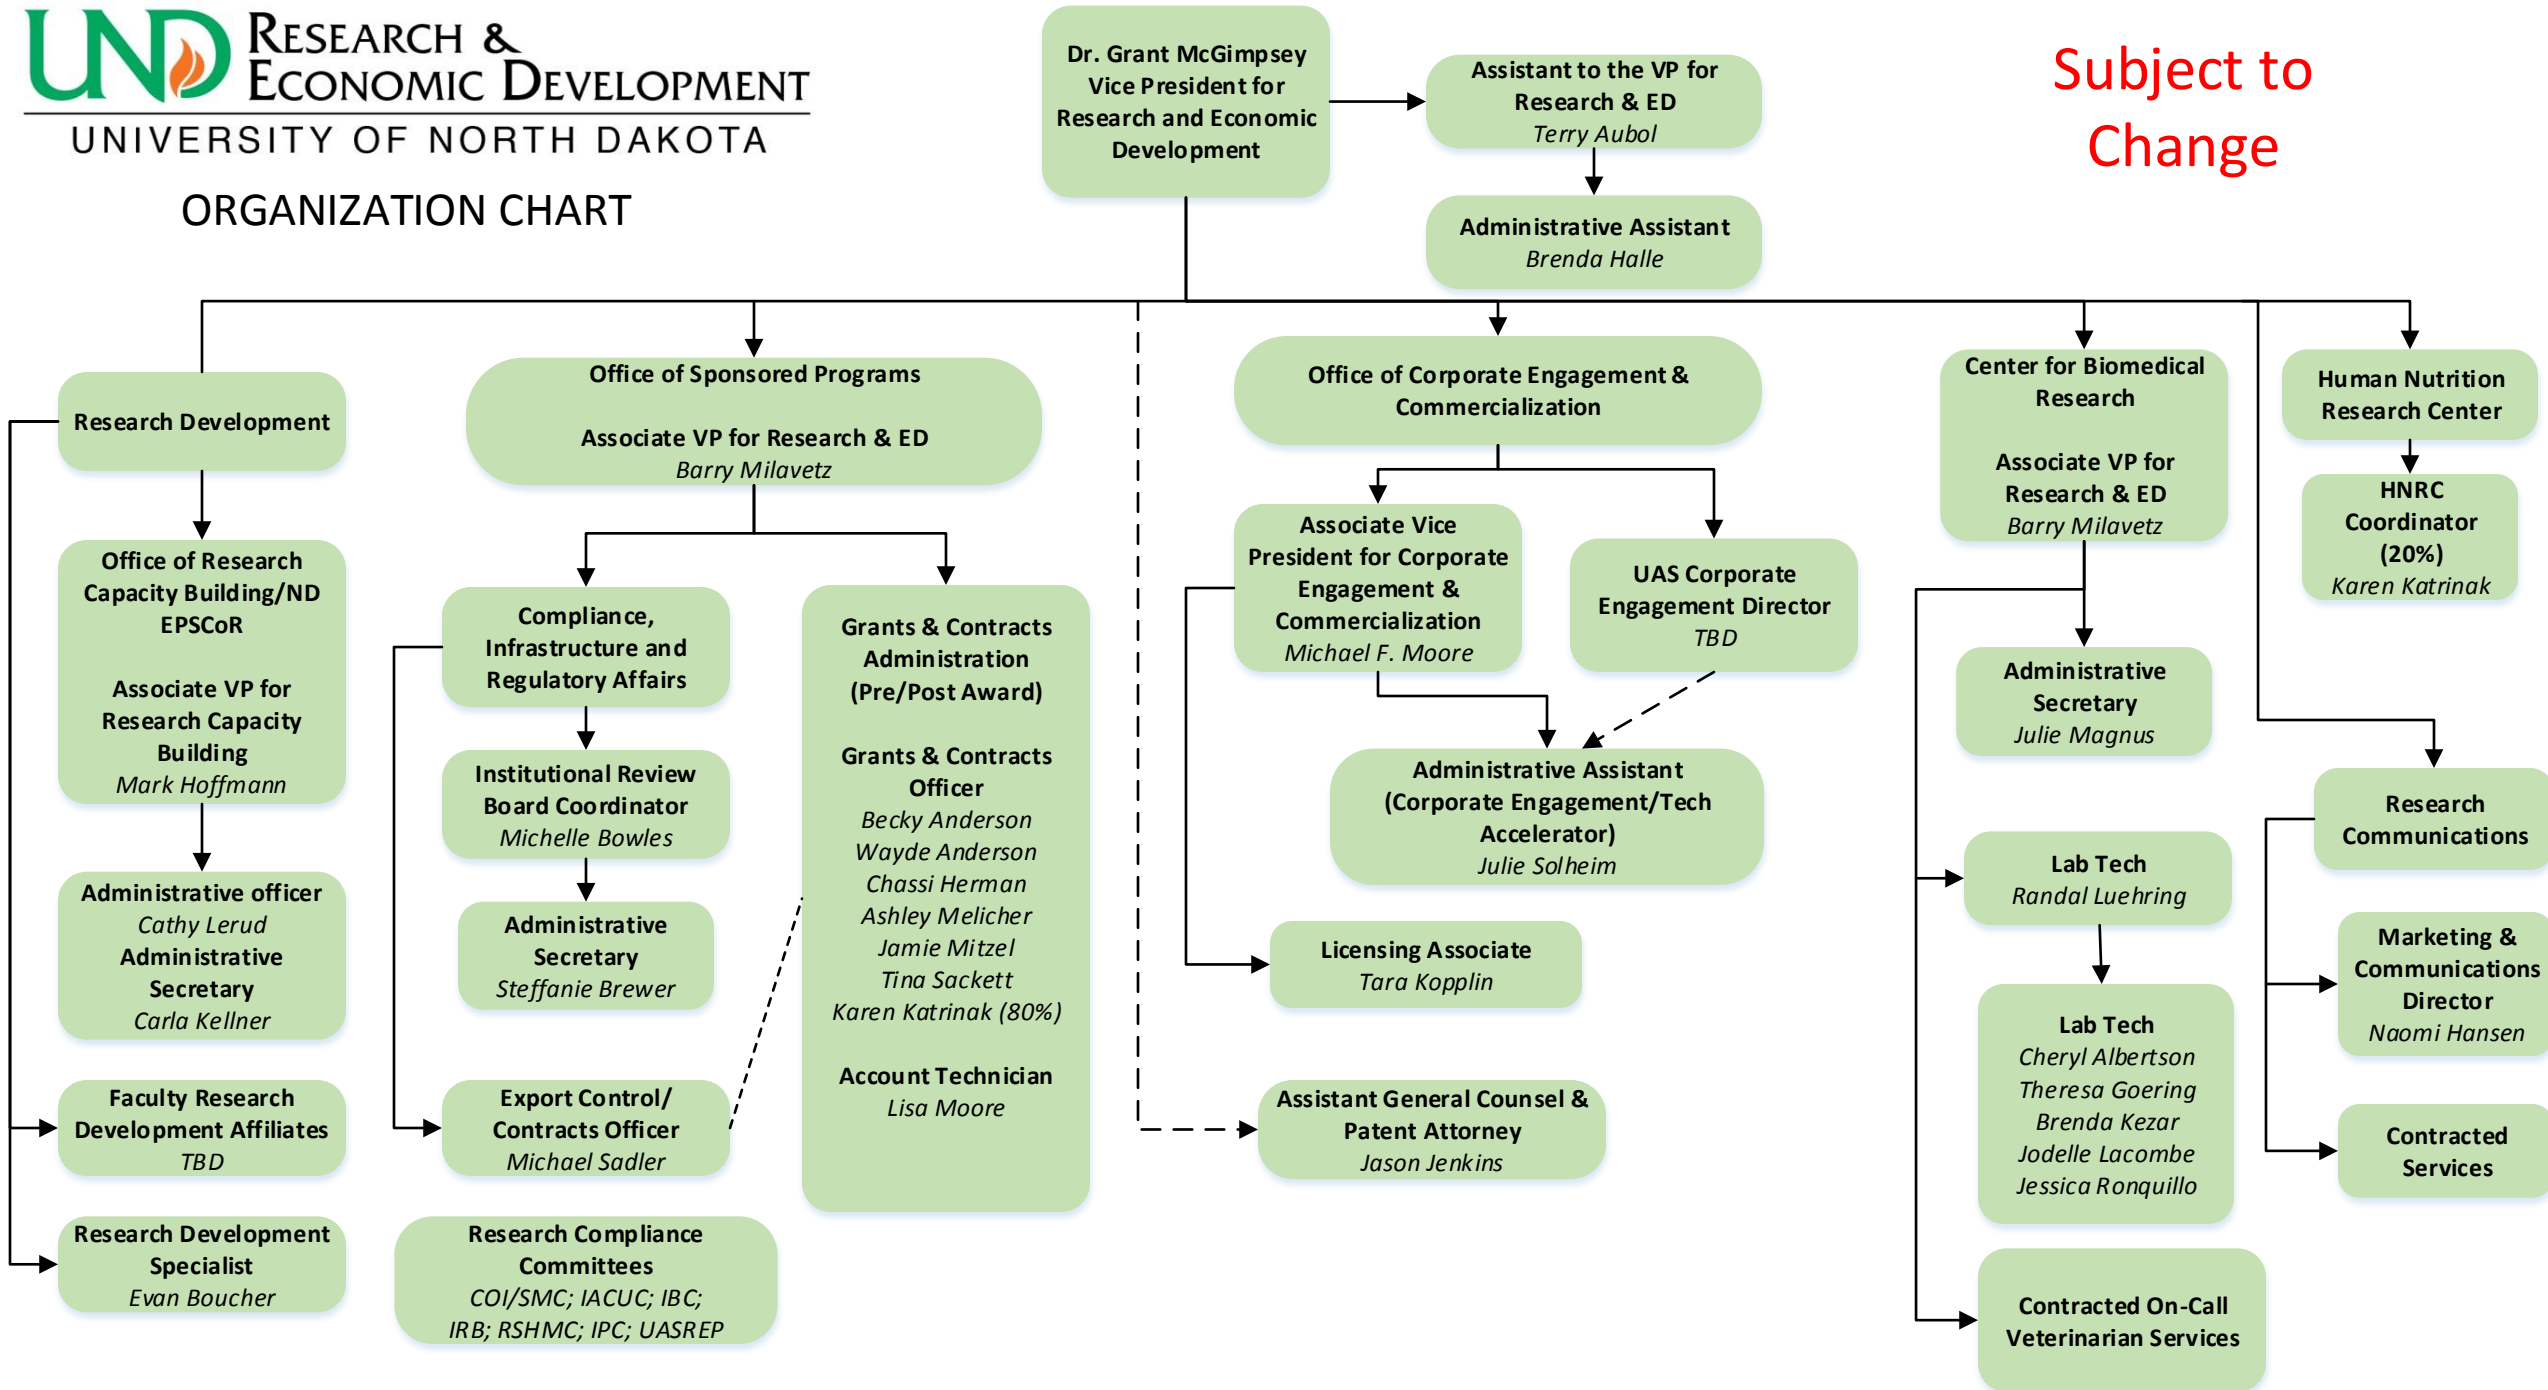 UND
RESEARCH &
ECONOMIC DEVELOPMENT
UNIVERSITY OF NORTH DAKOTA
ORGANIZATION CHART
Dr. Grant McGimpsey
Vice President for
Research and Economic
Development
Assistant to the VP for
Research & ED
Terry Aubol
Administrative Assistant
Brenda Halle
Subject to
Change
Research Development
Office of Research
Capacity Building/ND
EPSCoR
Associate VP for
Research Capacity
Building
Mark Hoffmann
Administrative officer
Cathy Lerud
Administrative
Secretary
Carla Kellner
Faculty Research
Development Affiliates
TBD
Research Development
Specialist
Evan Boucher
Office of Sponsored Programs
Associate VP for Research & ED
Barry Milavetz
Compliance,
Infrastructure and
Regulatory Affairs
Institutional Review
Board Coordinator
Michelle Bowles
Administrative
Secretary
Steffanie Brewer
Export Control/
Contracts Officer
Michael Sadler
Research Compliance
Committees
COI/SMC; IACUC; IBC;
IRB; RSHMC; IPC; UASREP
Grants & Contracts
Administration
(Pre/Post Award)
Grants & Contracts
Officer
Becky Anderson
Wayde Anderson
Chassi Herman
Ashley Melicher
Jamie Mitzel
Tina Sackett
Karen Katrinak (80%)
Account Technician
Lisa Moore
Office of Corporate Engagement &
Commercialization
Associate Vice
President for Corporate
Engagement &
Commercialization
Michael F. Moore
UAS Corporate
Engagement Director
TBD
Administrative Assistant
(Corporate Engagement/Tech
Accelerator)
Julie Solheim
Licensing Associate
Tara Kopplin
Assistant General Counsel &
Patent Attorney
Jason Jenkins
Center for Biomedical
Research
Associate VP for
Research & ED
Barry Milavetz
Administrative
Secretary
Julie Magnus
Lab Tech
Randal Luehring
Lab Tech
Cheryl Albertson
Theresa Goering
Brenda Kezar
Jodelle Lacombe
Jessica Ronquillo
Contracted On-Call
Veterinarian Services
Human Nutrition
Research Center
HNRC
Coordinator
(20%)
Karen Katrinak
Research
Communications
Marketing &
Communications
Director
Naomi Hansen
Contracted
Services